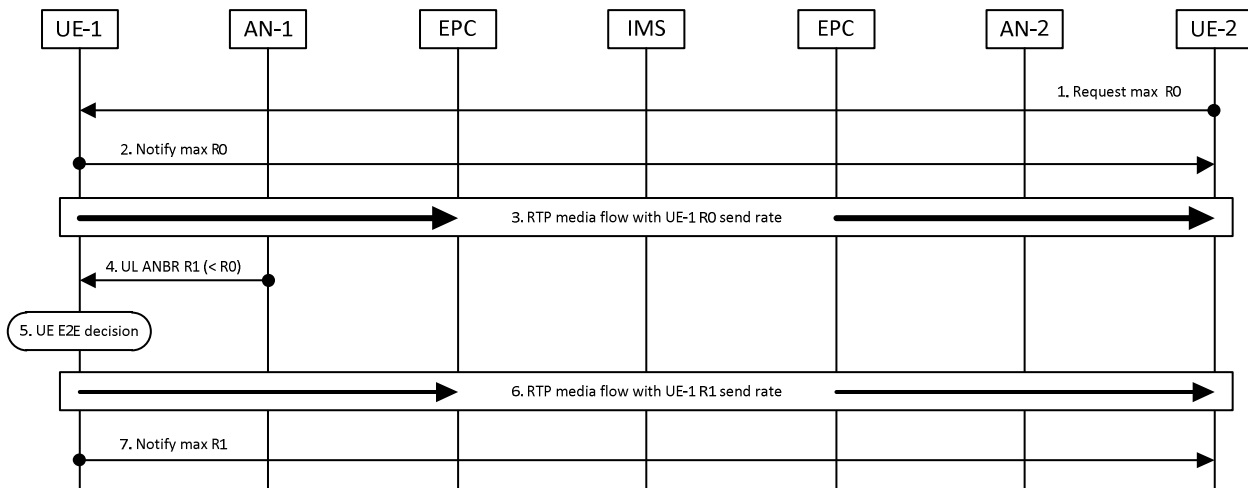 UE-1
AN-1
EPC
IMS
EPC
AN-2
UE-2
1. Request max R0
2. Notify max R0
3. RTP media flow with UE-1 R0 send rate
4. UL ANBR R1 (< R0)
5. UE E2E decision
6. RTP media flow with UE-1 R1 send rate
7. Notify max R1